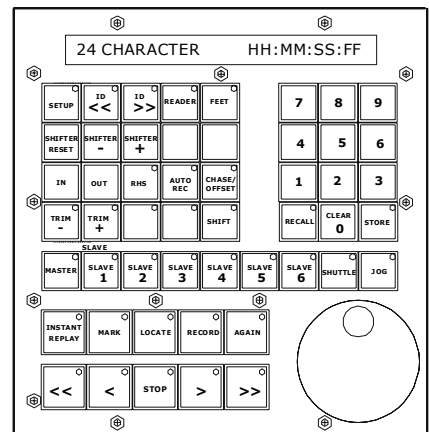 24 CHARACTER HH:MM:SS:FF
SETUP
ID
<<
ID
>>
READER
FEET
SHIFTER
RESET
SHIFTER
-
SHIFTER
+
IN
OUT
RHS
AUTO
REC
CHASE/
OFFSET
TRIM
-
TRIM
+
SHIFT
7 8 9
4 5 6
1 2 3
RECALL
CLEAR
0
STORE
SLAVE
MASTER
SLAVE
1
SLAVE
2
SLAVE
3
SLAVE
4
SLAVE
5
SLAVE
6
SHUTTLE
JOG
INSTANT
REPLAY
MARK
LOCATE
RECORD
AGAIN
<<
<
STOP
>
>>